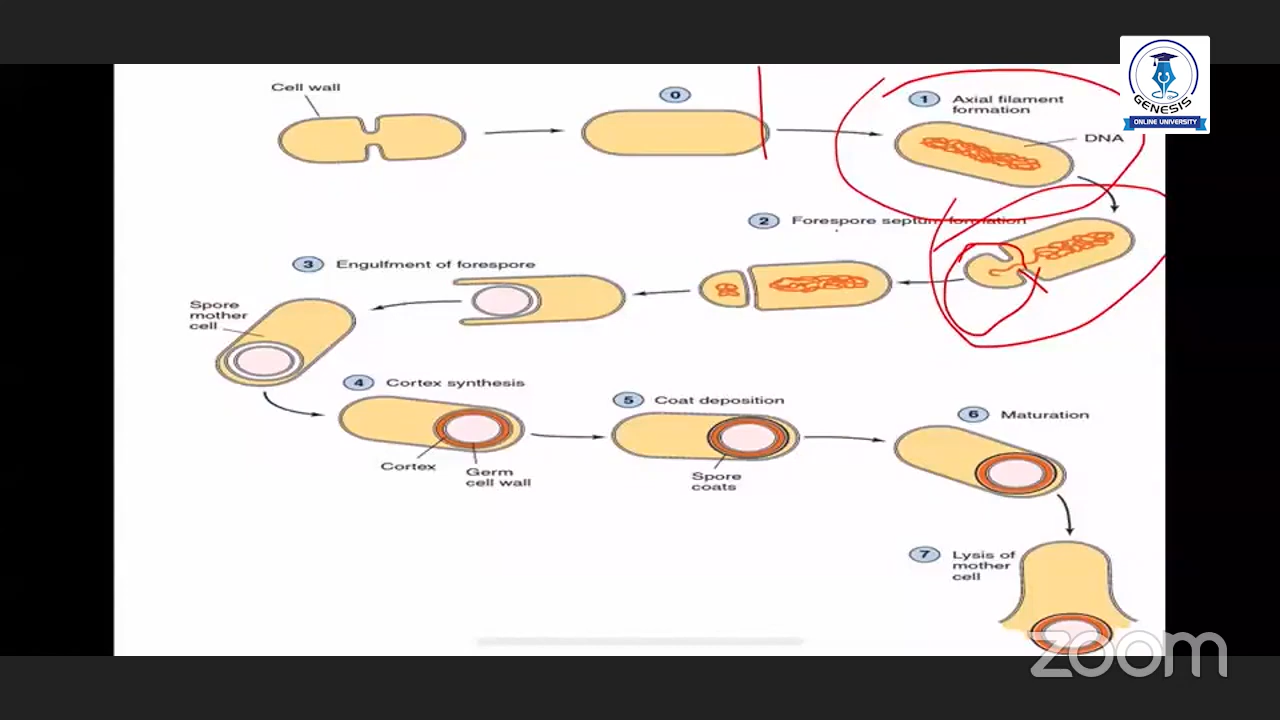 GENESIS
ONLINE UNIVERSITY
Cell wall
0
1
Axial filament
formation
DNA
2
Forespore septum formation
3
Engulfment of forespore
Spore
mother
cell
4
Cortex synthesis
5
Coat deposition
6
Maturation
Cortex
Germ
cell wall
Spore
coats
7
Lysis of
mother
cell
zoom